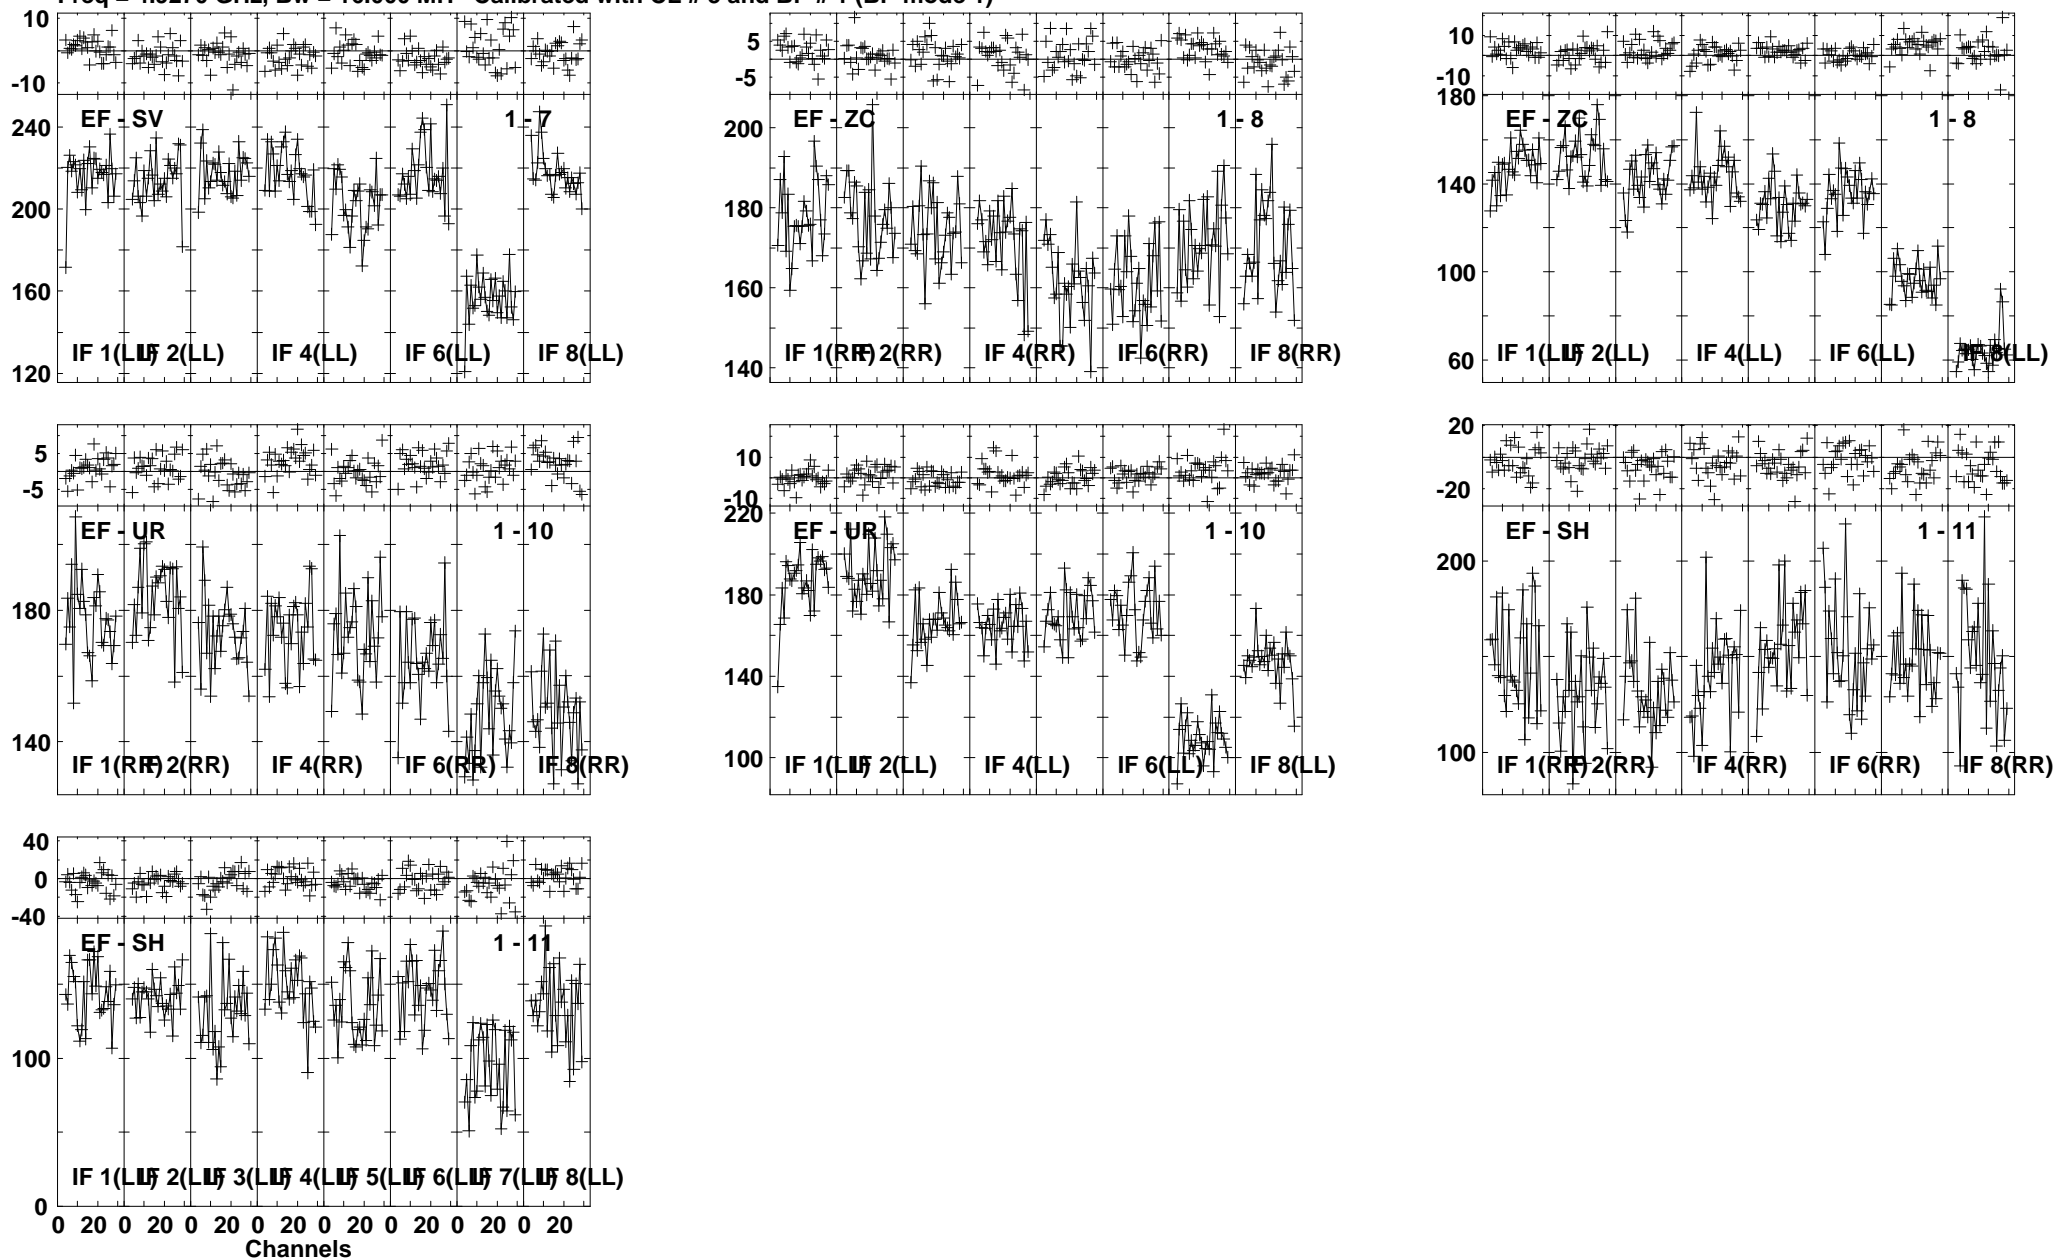 10
-10
240
200
160
120
EF - SV
1 - 7
IF 1(LL)
IF 2(LL)
IF 4(LL)
IF 6(LL)
IF 8(LL)
5
-5
200
180
160
140
EF - ZC
1 - 8
IF 1(RR)
IF 2(RR)
IF 4(RR)
IF 6(RR)
IF 8(RR)
10
-10
180
140
100
60
EF - ZC
1 - 8
IF 1(LL)
IF 2(LL)
IF 4(LL)
IF 6(LL)
IF 8(LL)
5
-5
180
140
EF - UR
1 - 10
IF 1(RR)
IF 2(RR)
IF 4(RR)
IF 6(RR)
IF 8(RR)
10
-10
220
180
140
100
EF - UR
1 - 10
IF 1(LL)
IF 2(LL)
IF 4(LL)
IF 6(LL)
IF 8(LL)
20
-20
200
100
EF - SH
1 - 11
IF 1(RR)
IF 2(RR)
IF 4(RR)
IF 6(RR)
IF 8(RR)
40
0
-40
100
0
EF - SH
1 - 11
IF 1(LL)
IF 2(LL)
IF 3(LL)
IF 4(LL)
IF 5(LL)
IF 6(LL)
IF 7(LL)
IF 8(LL)
0 20 0 20 0 20 0 20 0 20 0 20 0 20 0 20
Channels